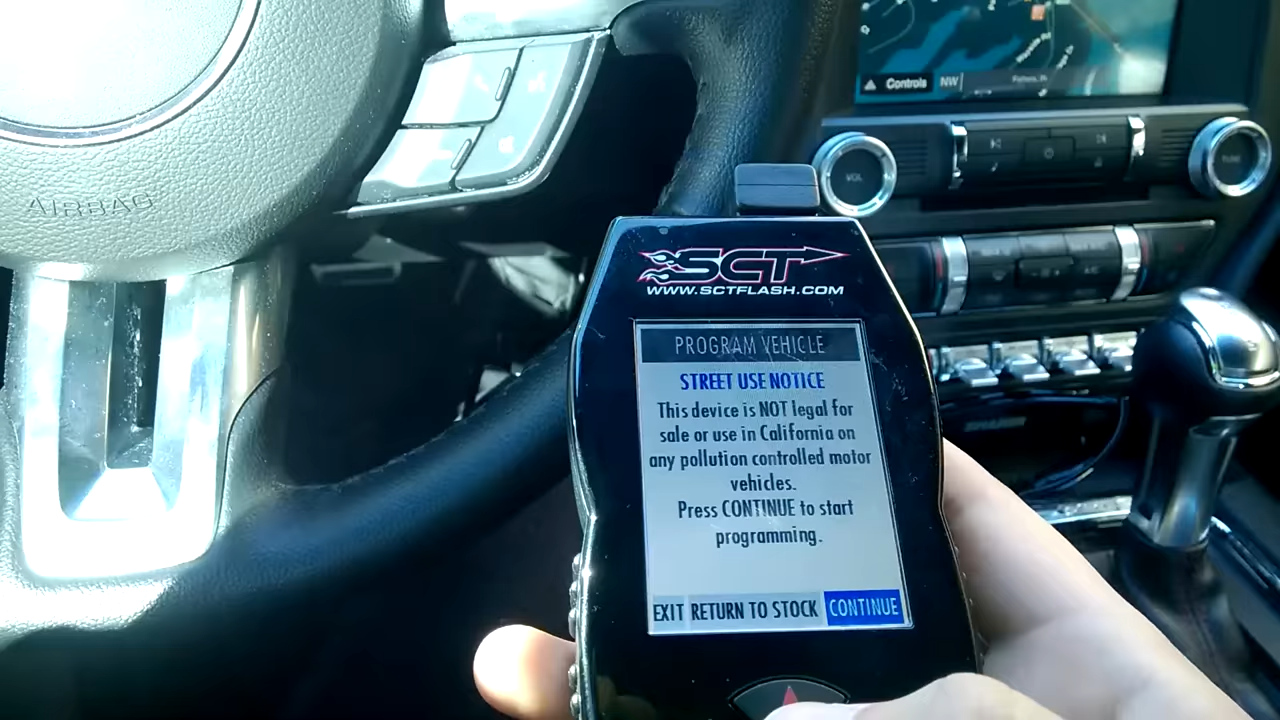 Controls
NW
VOL
TUNE
AIRBAG
SCT
WWW.SCTFLASH.COM
PROGRAM VEHICLE
STREET USE NOTICE
This device is NOT legal for
sale or use in California on
any pollution controlled motor
vehicles.
Press CONTINUE to start
programming.
EXIT RETURN TO STOCK CONTINUE